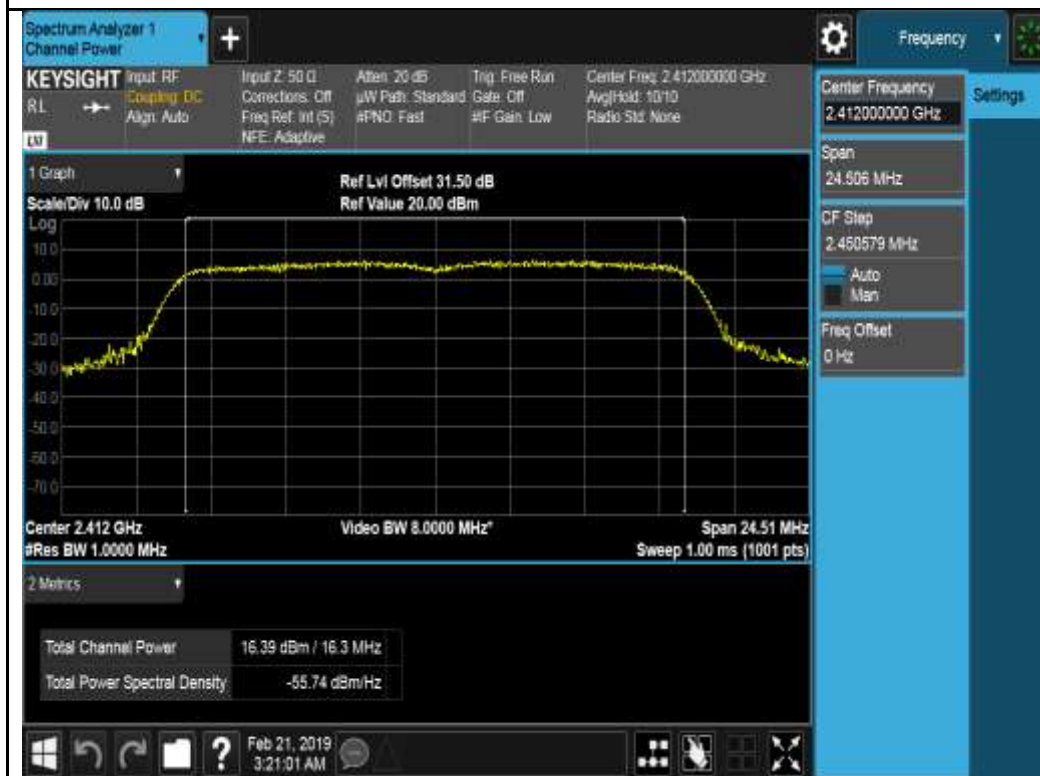 Spectrum Analyzer 1
Channel Power
+
Frequency
KEYSIGHT
RL
LXI
Input: RF
Coupling: DC
Align: Auto
Input Z: 50 Ω
Corrections: Off
Freq Ref: Int (S)
NFE: Adaptive
Atten: 20 dB
µW Path: Standard
#PNO: Fast
Trig: Free Run
Gate: Off
#IF Gain: Low
Center Freq: 2.412000000 GHz
Avg|Hold: 10/10
Radio Std: None
Center Frequency
2.412000000 GHz
Settings
Span
24.506 MHz
CF Step
2.450579 MHz
Auto
Man
Freq Offset
0 Hz
1 Graph
Scale/Div 10.0 dB
Ref Lvl Offset 31.50 dB
Ref Value 20.00 dBm
Log
10.0
0.00
-10.0
-20.0
-30.0
-40.0
-50.0
-60.0
-70.0
Center 2.412 GHz
#Res BW 1.0000 MHz
Video BW 8.0000 MHz*
Span 24.51 MHz
Sweep 1.00 ms (1001 pts)
2 Metrics
Total Channel Power 16.39 dBm / 16.3 MHz
Total Power Spectral Density -55.74 dBm/Hz
?
Feb 21, 2019
3:21:01 AM